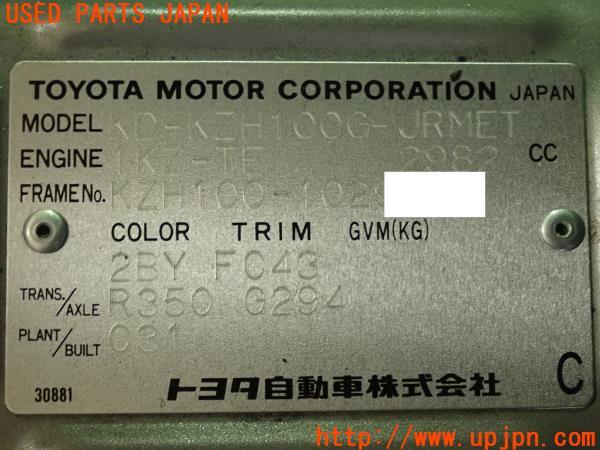 USED PARTS JAPAN
TOYOTA MOTOR CORPORATION JAPAN
MODEL KD-KZH100G-JRMET
ENGINE 1KZ-TE 2982 CC
FRAME No. KZH100-1029
COLOR TRIM GVM(KG)
2BY FC43
TRANS./AXLE R350 G294
PLANT/BUILT C31
30881 トヨタ自動車株式会社 C
http://www.upjpn.com